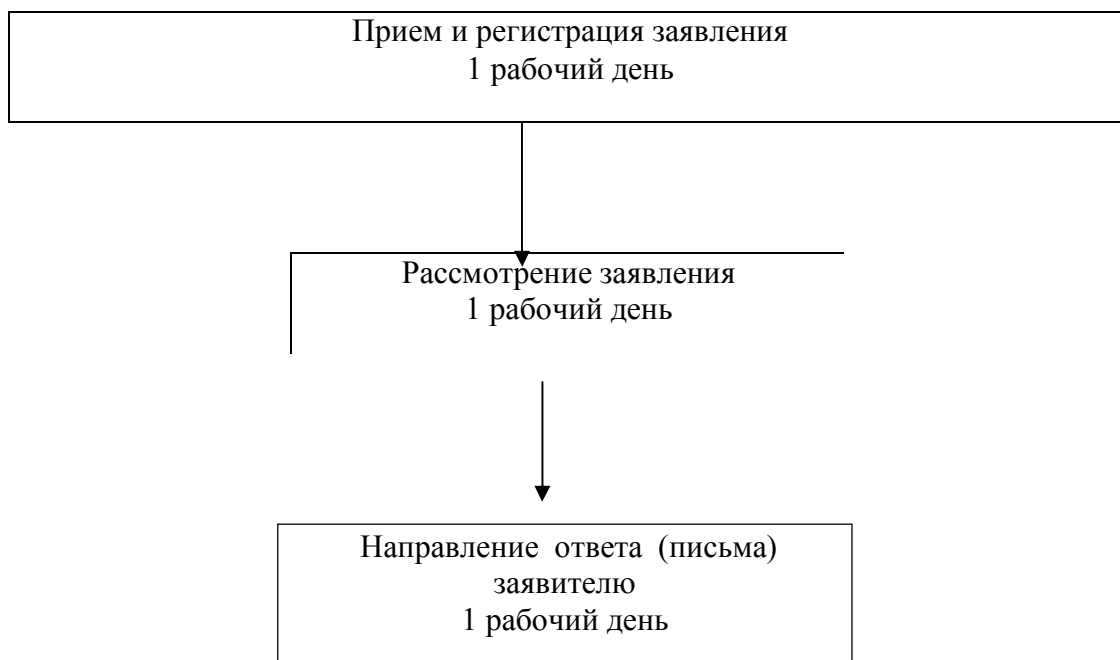 Прием и регистрация заявления
1 рабочий день
Рассмотрение заявления
1 рабочий день
Направление ответа (письма)
заявителю
1 рабочий день